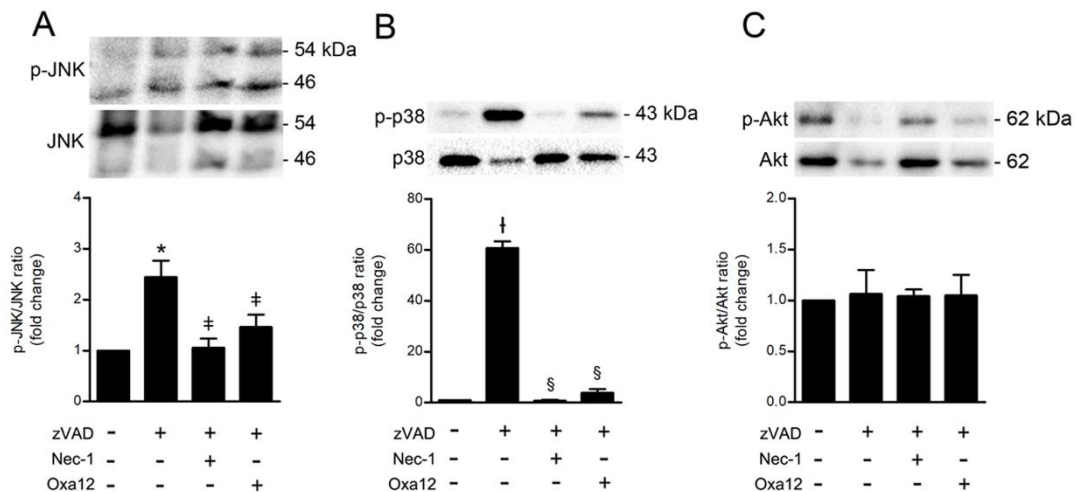 A
p-JNK
- 54 kDa
- 46
JNK
- 54
- 46
p-JNK/JNK ratio
(fold change)
4
3
2
1
0
*
‡
‡
zVAD - + + +
Nec-1 - - + -
Oxa12 - - - +
B
p-p38
- 43 kDa
p38
- 43
p-p38/p38 ratio
(fold change)
80
60
40
20
0
†
§
§
zVAD - + + +
Nec-1 - - + -
Oxa12 - - - +
C
p-Akt
- 62 kDa
Akt
- 62
p-Akt/Akt ratio
(fold change)
2.0
1.5
1.0
0.5
0.0
zVAD - + + +
Nec-1 - - + -
Oxa12 - - - +